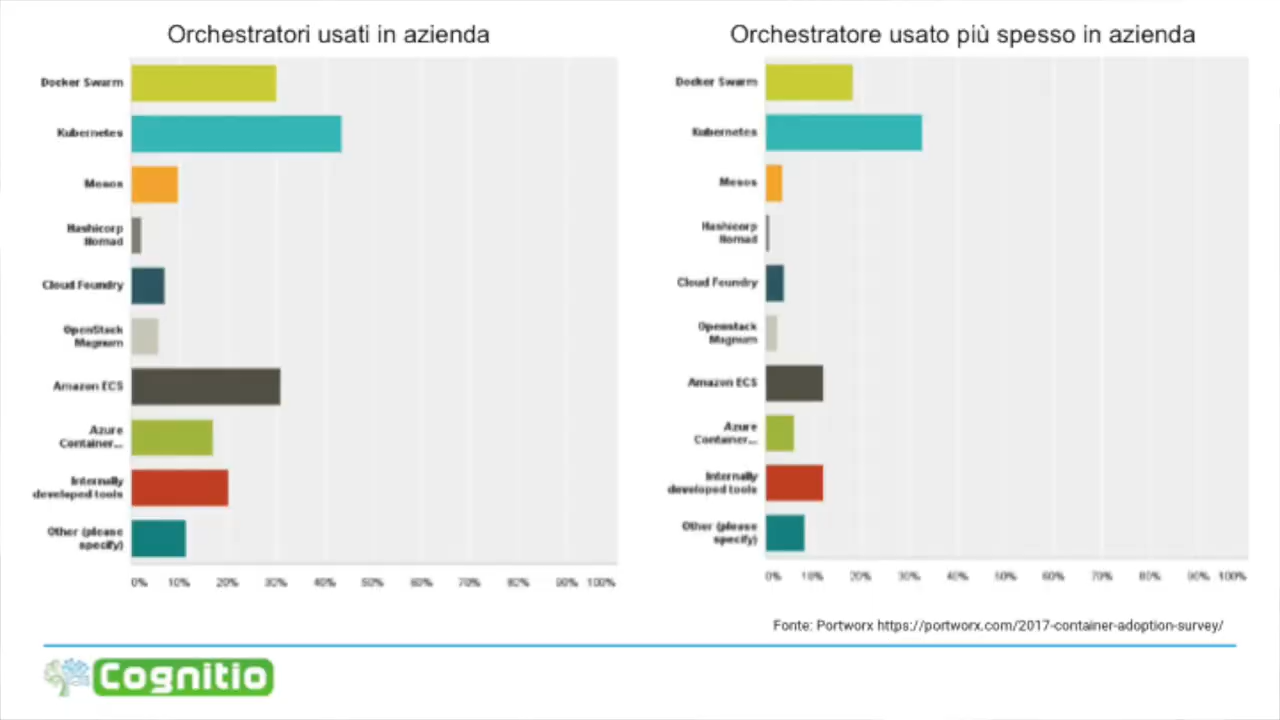 Orchestratori usati in azienda
Docker Swarm
Kubernetes
Mesos
Hashicorp
Nomad
Cloud Foundry
OpenStack
Magnum
Amazon ECS
Azure
Container...
Internally
developed tools
Other (please
specify)
0% 10% 20% 30% 40% 50% 60% 70% 80% 90% 100%
Orchestratore usato più spesso in azienda
Docker Swarm
Kubernetes
Mesos
Hashicorp
Nomad
Cloud Foundry
Openstack
Magnum
Amazon ECS
Azure
Container...
Internally
developed tools
Other (please
specify)
0% 10% 20% 30% 40% 50% 60% 70% 80% 90% 100%
Fonte: Portworx https://portworx.com/2017-container-adoption-survey/
Cognitio